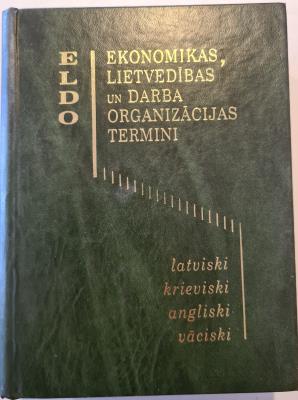 ELDO
EKONOMIKAS,
LIETVEDĪBAS
UN DARBA
ORGANIZĀCIJAS
TERMINI
latviski
krieviski
angliski
vāciski